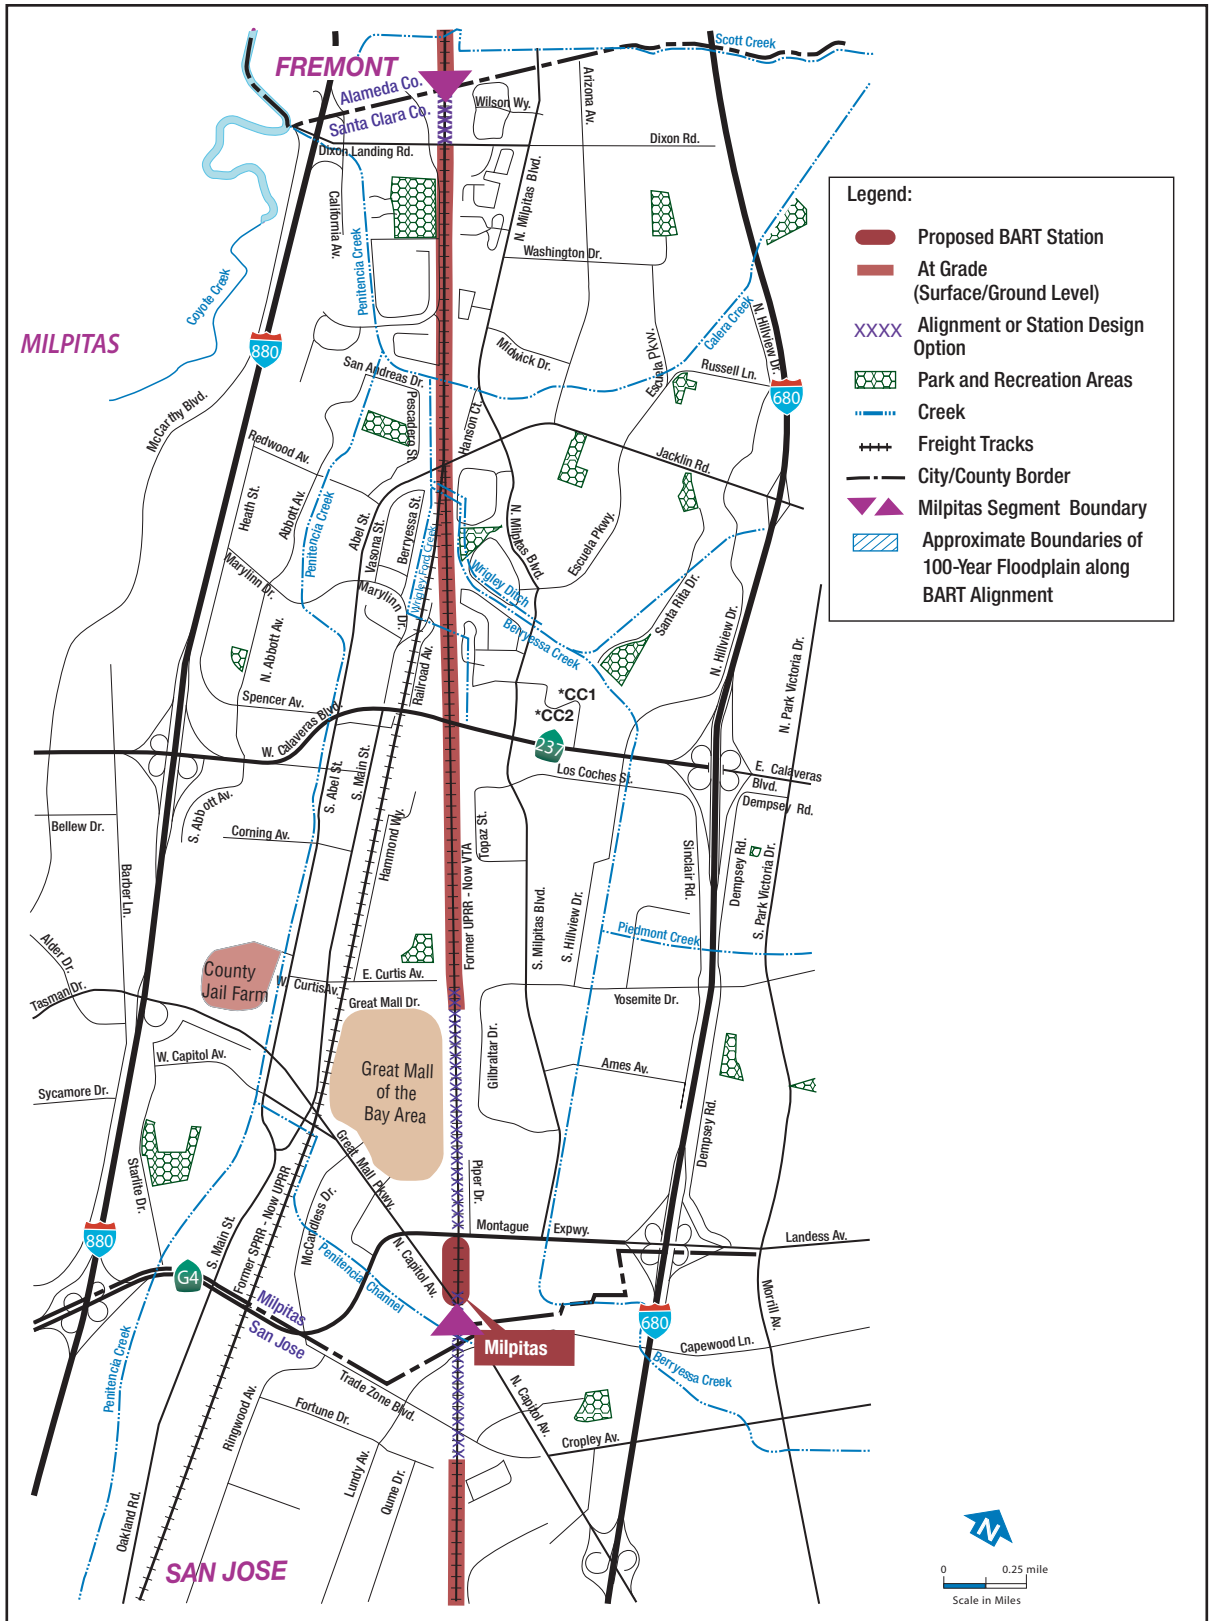 FREMONT
Scott Creek
Alameda Co.
Santa Clara Co.
Wilson Wy.
Arizona Av.
Dixon Landing Rd.
Dixon Rd.
California Av.
N. Milpitas Blvd.
Penitencia Creek
Washington Dr.
Coyote Creek
MILPITAS
880
McCarthy Blvd.
San Andreas Dr.
Pescadero St.
Midwick Dr.
Escuela Pkwy.
Calera Creek
N. Hillview Dr.
Russell Ln.
680
Hanson Ct.
Redwood Av.
Jacklin Rd.
Heath St.
Abbott Av.
Penitencia Creek
Abel St.
Vasona St.
Berryessa St.
Wrigley Ford Creek
N. Milpitas Blvd.
Escuela Pkwy.
Wrigley Ditch
Marylinn Dr.
Marylinn Dr.
Berryessa Creek
Santa Rita Dr.
N. Hillview Dr.
N. Park Victoria Dr.
N. Abbott Av.
Railroad Av.
Spencer Av.
*CC1
*CC2
237
W. Calaveras Blvd.
E. Calaveras
Blvd.
Los Coches St.
Dempsey Rd.
S. Abel St.
S. Main St.
S. Abbott Av.
Bellew Dr.
Corning Av.
Hammond Wy.
Topaz St.
Former UPRR - Now VTA
Barber Ln.
S. Milpitas Blvd.
S. Hillview Dr.
Sinclair Rd.
Dempsey Rd.
S. Park Victoria Dr.
Piedmont Creek
Alder Dr.
Tasman Dr.
County
Jail Farm
W. Curtis Av.
E. Curtis Av.
Great Mall Dr.
Yosemite Dr.
Great Mall
of the
Bay Area
Gilbraltar Dr.
W. Capitol Av.
Ames Av.
Sycamore Dr.
Dempsey Rd.
Great Mall Pkwy.
Piper Dr.
Starlite Dr.
S. Main St.
Former SPRR - Now UPRR
McCandless Dr.
Montague Expwy.
Landess Av.
880
G4
Penitencia Channel
N. Capitol Av.
Morrill Av.
Milpitas
San Jose
680
Milpitas
Capewood Ln.
Berryessa Creek
Penitencia Creek
Trade Zone Blvd.
N. Capitol Av.
Ringwood Av.
Fortune Dr.
Cropley Av.
Lundy Av.
Qume Dr.
Oakland Rd.
SAN JOSE
Legend:
Proposed BART Station
At Grade
(Surface/Ground Level)
XXXX Alignment or Station Design
Option
Park and Recreation Areas
Creek
Freight Tracks
City/County Border
Milpitas Segment Boundary
Approximate Boundaries of
100-Year Floodplain along
BART Alignment
N
0 0.25 mile
Scale in Miles